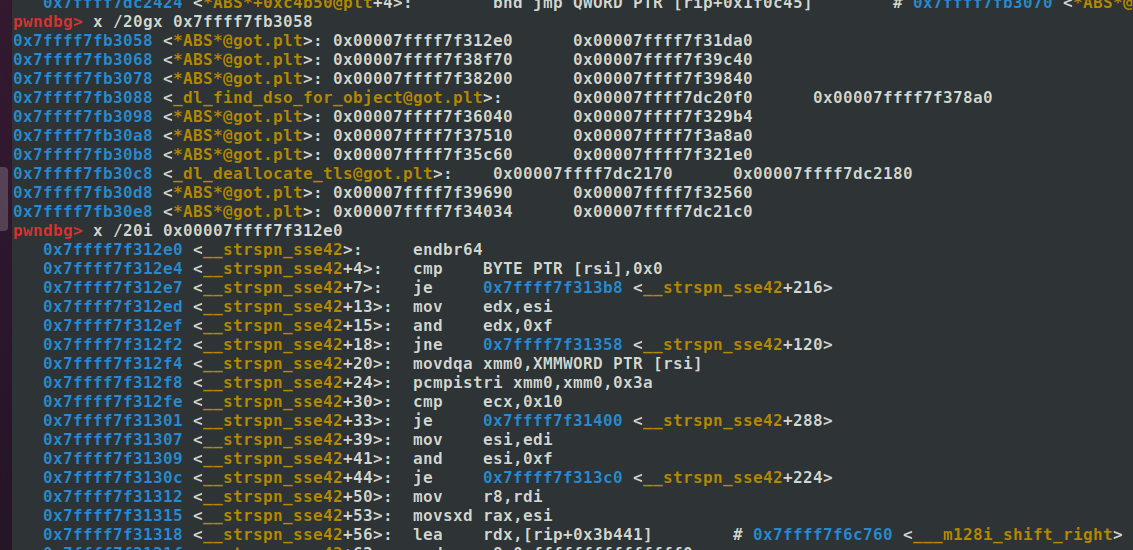 0x7ffff7dc2424 <*ABS*+0xc4b50@plt+4>: bnd jmp QWORD PTR [rip+0x1f0c45] # 0x7ffff7fb3070 <*ABS*@
pwndbg> x /20gx 0x7ffff7fb3058
0x7ffff7fb3058 <*ABS*@got.plt>: 0x00007ffff7f312e0 0x00007ffff7f31da0
0x7ffff7fb3068 <*ABS*@got.plt>: 0x00007ffff7f38f70 0x00007ffff7f39c40
0x7ffff7fb3078 <*ABS*@got.plt>: 0x00007ffff7f38200 0x00007ffff7f39840
0x7ffff7fb3088 <_dl_find_dso_for_object@got.plt>: 0x00007ffff7dc20f0 0x00007ffff7f378a0
0x7ffff7fb3098 <*ABS*@got.plt>: 0x00007ffff7f36040 0x00007ffff7f329b4
0x7ffff7fb30a8 <*ABS*@got.plt>: 0x00007ffff7f37510 0x00007ffff7f3a8a0
0x7ffff7fb30b8 <*ABS*@got.plt>: 0x00007ffff7f35c60 0x00007ffff7f321e0
0x7ffff7fb30c8 <_dl_deallocate_tls@got.plt>: 0x00007ffff7dc2170 0x00007ffff7dc2180
0x7ffff7fb30d8 <*ABS*@got.plt>: 0x00007ffff7f39690 0x00007ffff7f32560
0x7ffff7fb30e8 <*ABS*@got.plt>: 0x00007ffff7f34034 0x00007ffff7dc21c0
pwndbg> x /20i 0x00007ffff7f312e0
0x7ffff7f312e0 <__strspn_sse42>: endbr64
0x7ffff7f312e4 <__strspn_sse42+4>: cmp BYTE PTR [rsi],0x0
0x7ffff7f312e7 <__strspn_sse42+7>: je 0x7ffff7f313b8 <__strspn_sse42+216>
0x7ffff7f312ed <__strspn_sse42+13>: mov edx,esi
0x7ffff7f312ef <__strspn_sse42+15>: and edx,0xf
0x7ffff7f312f2 <__strspn_sse42+18>: jne 0x7ffff7f31358 <__strspn_sse42+120>
0x7ffff7f312f4 <__strspn_sse42+20>: movdqa xmm0,XMMWORD PTR [rsi]
0x7ffff7f312f8 <__strspn_sse42+24>: pcmpistri xmm0,xmm0,0x3a
0x7ffff7f312fe <__strspn_sse42+30>: cmp ecx,0x10
0x7ffff7f31301 <__strspn_sse42+33>: je 0x7ffff7f31400 <__strspn_sse42+288>
0x7ffff7f31307 <__strspn_sse42+39>: mov esi,edi
0x7ffff7f31309 <__strspn_sse42+41>: and esi,0xf
0x7ffff7f3130c <__strspn_sse42+44>: je 0x7ffff7f313c0 <__strspn_sse42+224>
0x7ffff7f31312 <__strspn_sse42+50>: mov r8,rdi
0x7ffff7f31315 <__strspn_sse42+53>: movsxd rax,esi
0x7ffff7f31318 <__strspn_sse42+56>: lea rdx,[rip+0x3b441] # 0x7ffff7f6c760 <___m128i_shift_right>